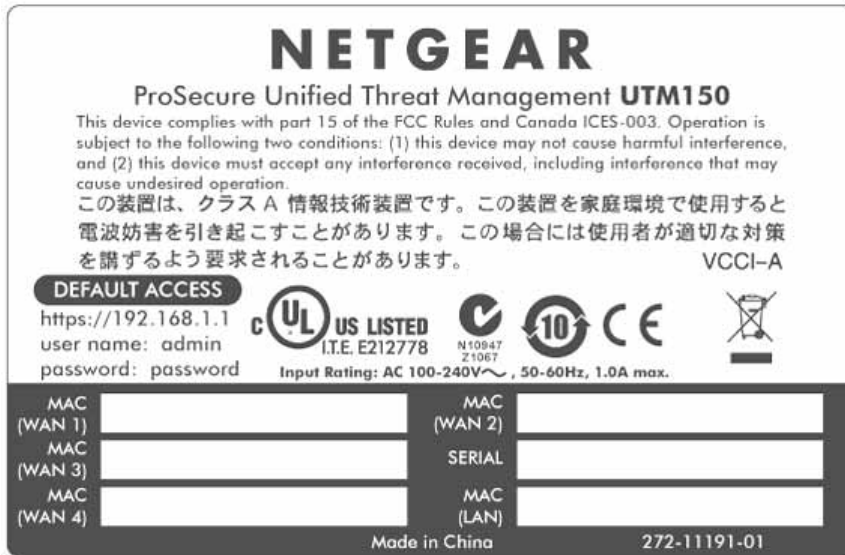 NETGEAR
ProSecure Unified Threat Management UTM150
This device complies with part 15 of the FCC Rules and Canada ICES-003. Operation is
subject to the following two conditions: (1) this device may not cause harmful interference,
and (2) this device must accept any interference received, including interference that may
cause undesired operation.
この装置は、クラス A 情報技術装置です。この装置を家庭環境で使用すると
電波妨害を引き起こすことがあります。この場合には使用者が適切な対策
を講ずるよう要求されることがあります。 VCCI-A
DEFAULT ACCESS
https://192.168.1.1
user name: admin
password: password
C UL US LISTED
I.T.E. E212778
N10947
Z1067
10
CE
Input Rating: AC 100-240V～ , 50-60Hz, 1.0A max.
MAC
(WAN 1)
MAC
(WAN 2)
MAC
(WAN 3)
SERIAL
MAC
(WAN 4)
MAC
(LAN)
Made in China 272-11191-01